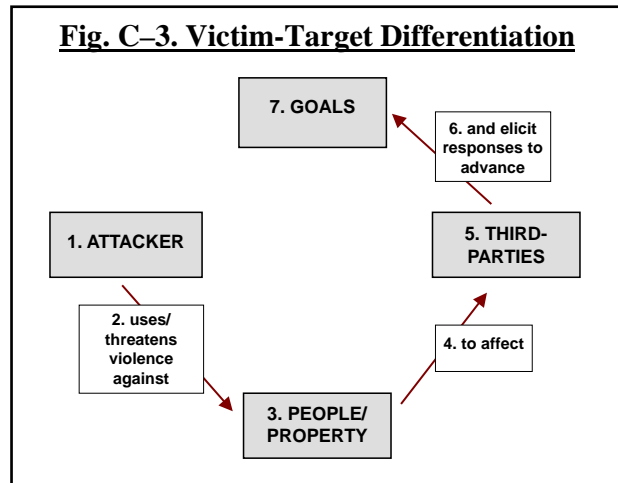 Fig. C–3. Victim-Target Differentiation
7. GOALS
6. and elicit
responses to
advance
1. ATTACKER
5. THIRD-
PARTIES
2. uses/
threatens
violence
against
4. to affect
3. PEOPLE/
PROPERTY